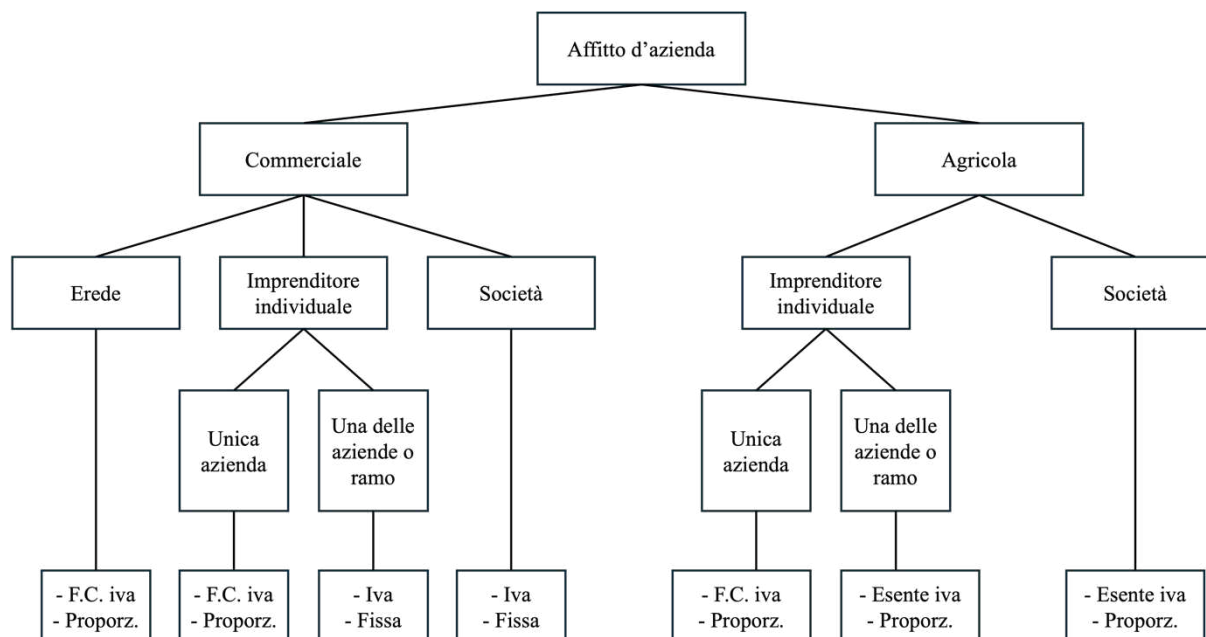 Affitto d’azienda
Commerciale
Agricola
Erede
Imprenditore
individuale
Società
Imprenditore
individuale
Società
Unica
azienda
Una delle
aziende o
ramo
Unica
azienda
Una delle
aziende o
ramo
- F.C. iva
- Proporz.
- F.C. iva
- Proporz.
- Iva
- Fissa
- Iva
- Fissa
- F.C. iva
- Proporz.
- Esente iva
- Proporz.
- Esente iva
- Proporz.